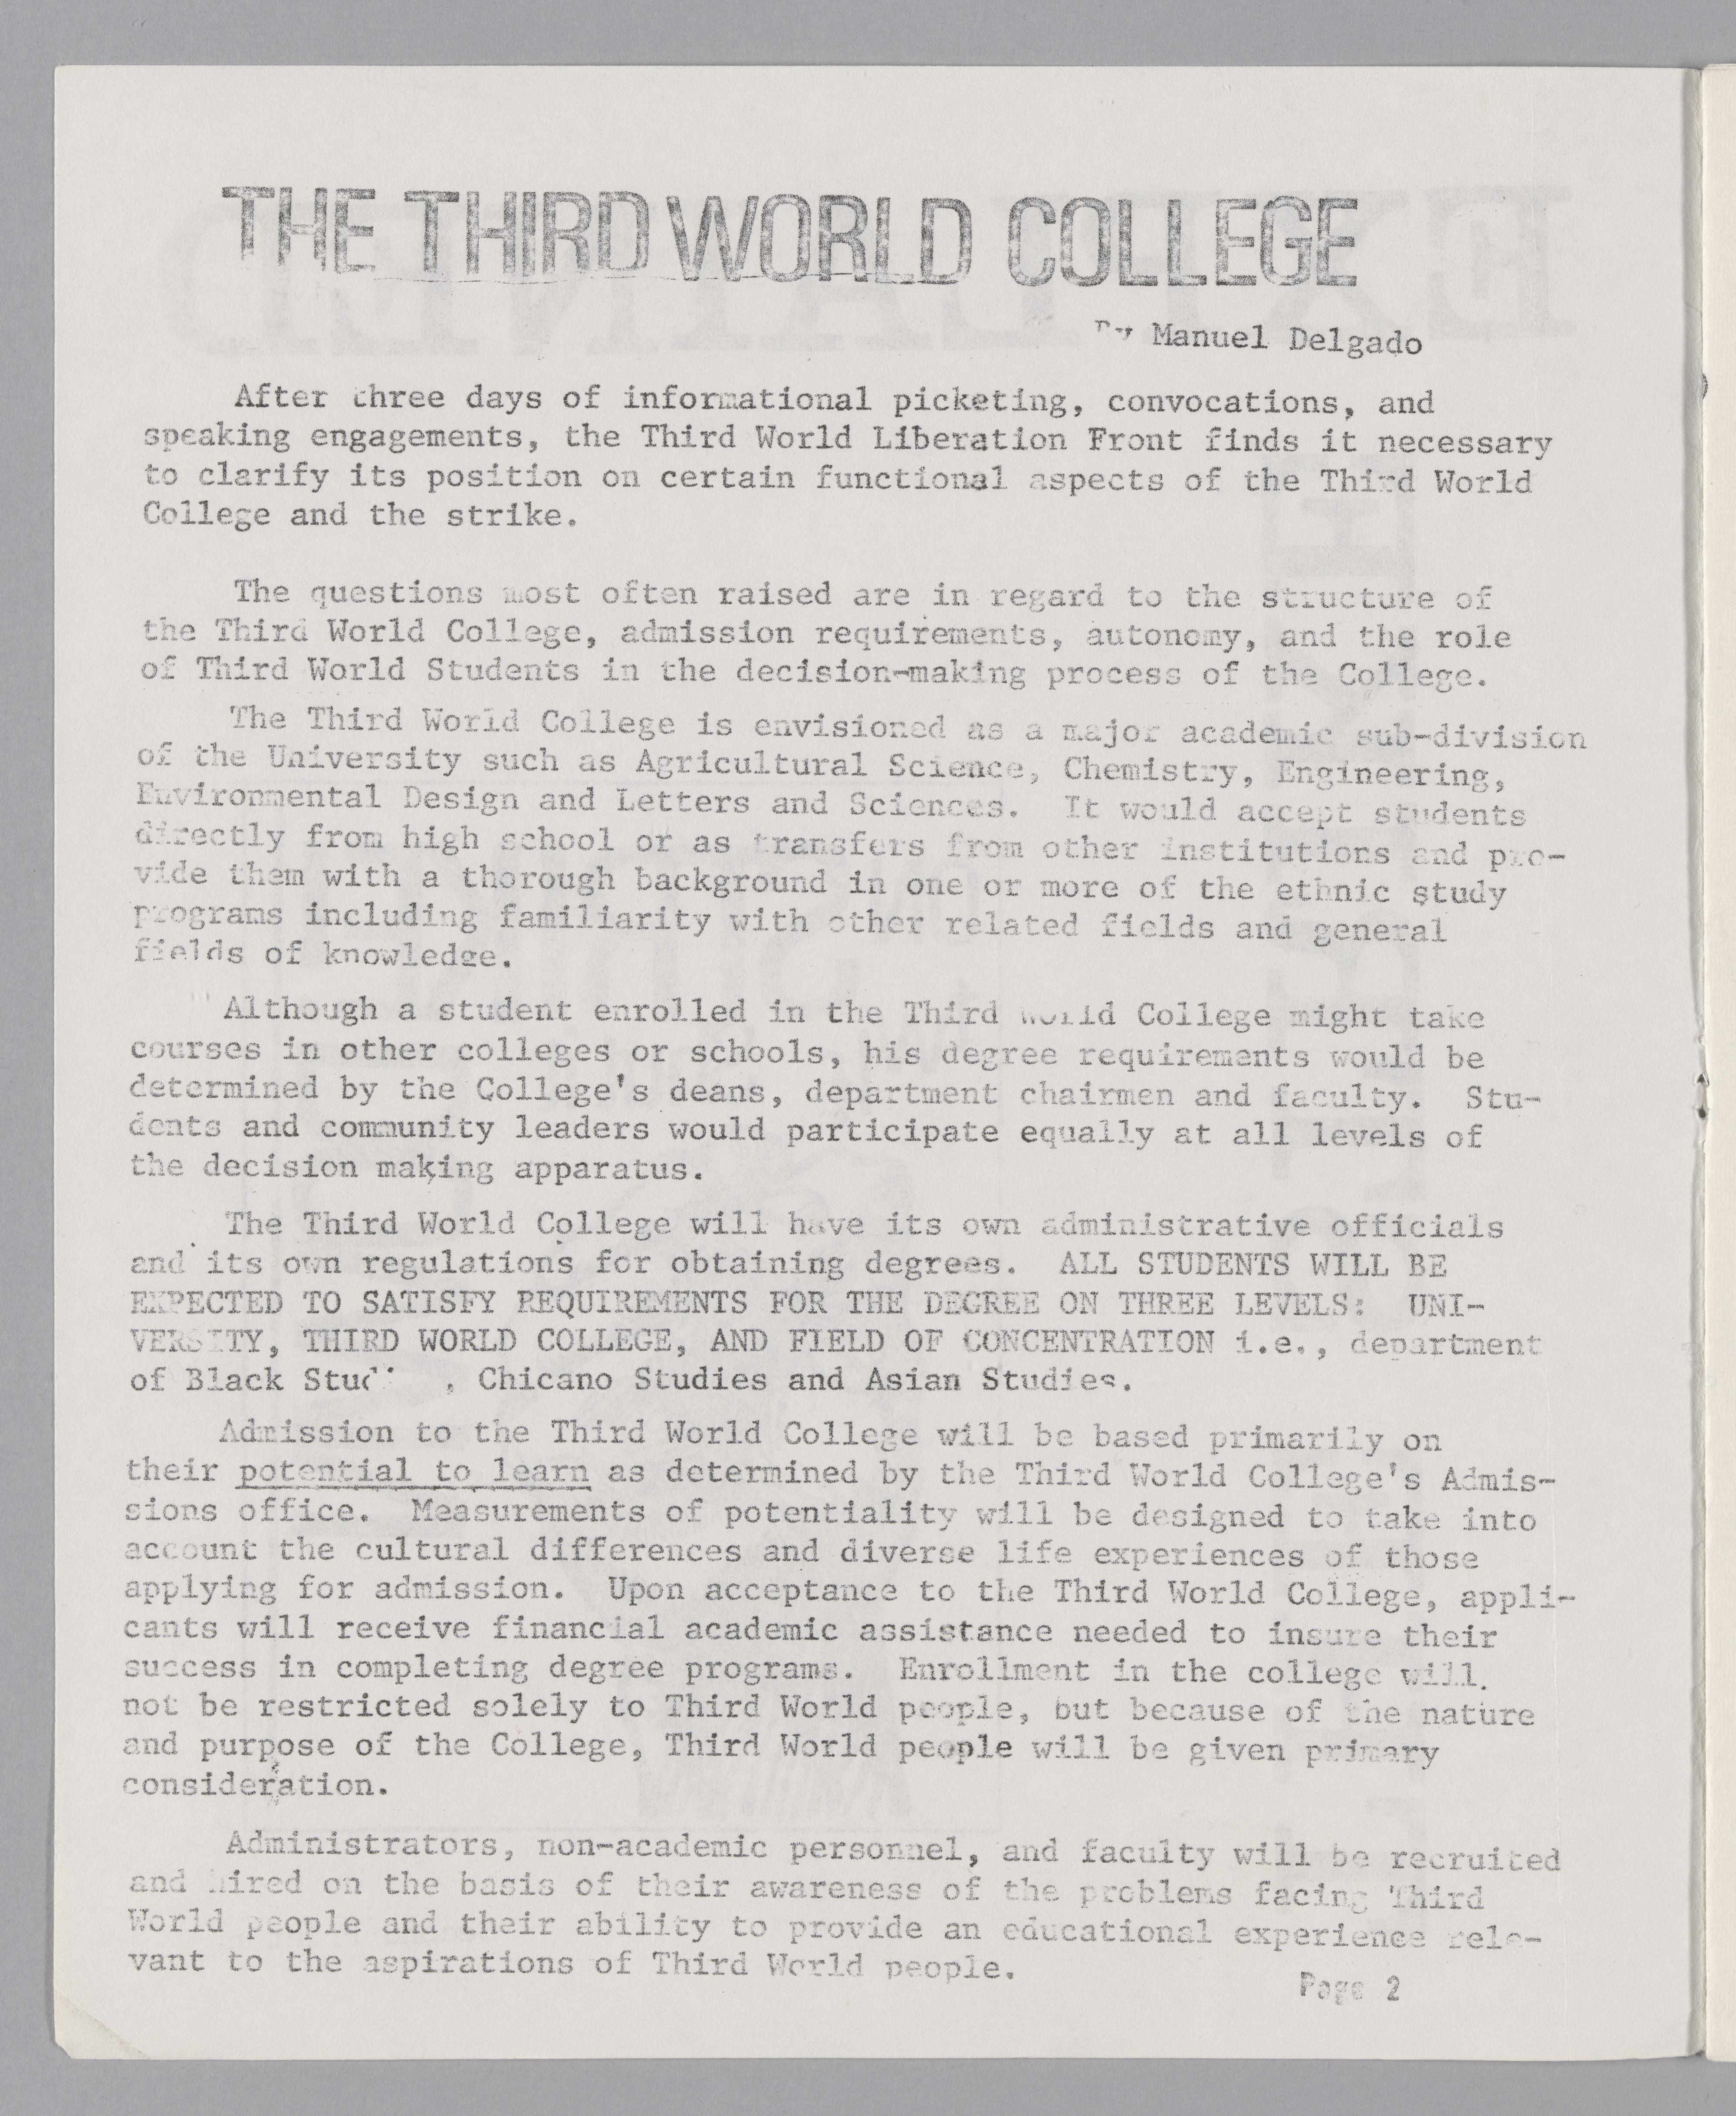 THE THIRD WORLD COLLEGE
By Manuel Delgado
After three days of informational picketing, convocations, and
speaking engagements, the Third World Liberation Front finds it necessary
to clarify its position on certain functional aspects of the Third World
College and the strike.
The questions most often raised are in regard to the structure of
the Third World College, admission requirements, autonomy, and the role
of Third World Students in the decision-making process of the College.
The Third World College is envisioned as a major academic sub-division
of the University such as Agricultural Science, Chemistry, Engineering,
Environmental Design and Letters and Sciences. It would accept students
directly from high school or as transfers from other institutions and pro-
vide them with a thorough background in one or more of the ethnic study
programs including familiarity with other related fields and general
fields of knowledge.
Although a student enrolled in the Third World College might take
courses in other colleges or schools, his degree requirements would be
determined by the College's deans, department chairmen and faculty. Stu-
dents and community leaders would participate equally at all levels of
the decision making apparatus.
The Third World College will have its own administrative officials
and its own regulations for obtaining degrees. ALL STUDENTS WILL BE
EXPECTED TO SATISFY REQUIREMENTS FOR THE DEGREE ON THREE LEVELS: UNI-
VERSITY, THIRD WORLD COLLEGE, AND FIELD OF CONCENTRATION i.e., department
of Black , Chicano Studies and Asian Studies.
Admission to the Third World College will be based primarily on
their potential to learn as determined by the Third World College's Admis-
sions office. Measurements of potentiality will be designed to take into
account the cultural differences and diverse life experiences of those
applying for admission. Upon acceptance to the Third World College, appli-
cants will receive financial academic assistance needed to insure their
success in completing degree programs. Enrollment in the college will
not be restricted solely to Third World people, but because of the nature
and purpose of the College, Third World people will be given primary
consideration.
Administrators, non-academic personnel, and faculty will be recruited
and hired on the basis of their awareness of the problems facing Third
World people and their ability to provide an educational experience rele-
vant to the aspirations of Third World people.
Page 2